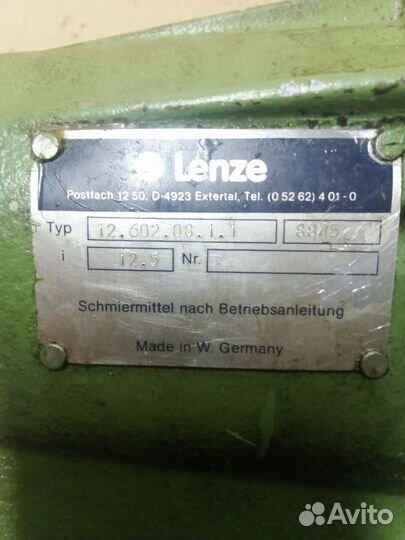 Lenze
Postfach 12 50, D-4923 Extertal, Tel. (0 52 62) 4 01 - 0
Typ 12.602.08.1.1 8845
i 12.5 Nr.
Schmiermittel nach Betriebsanleitung
Made in W. Germany
Avito